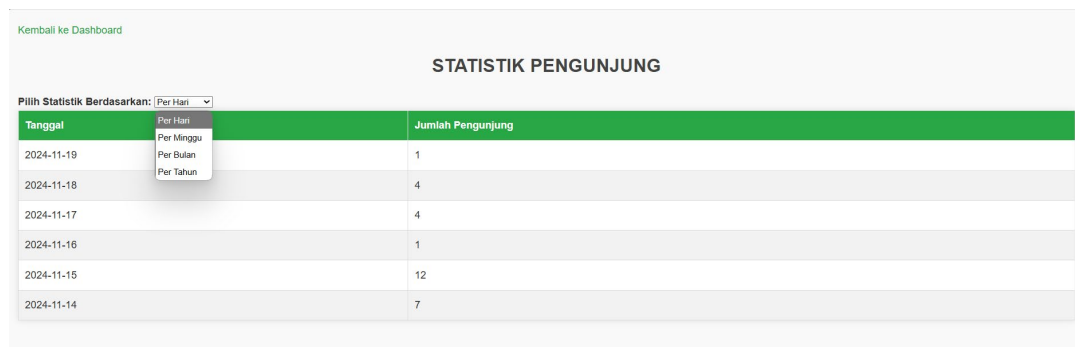 Kembali ke Dashboard
STATISTIK PENGUNJUNG
Pilih Statistik Berdasarkan: Per Hari
Per Hari
Per Minggu
Per Bulan
Per Tahun
Tanggal Jumlah Pengunjung
2024-11-19 1
2024-11-18 4
2024-11-17 4
2024-11-16 1
2024-11-15 12
2024-11-14 7